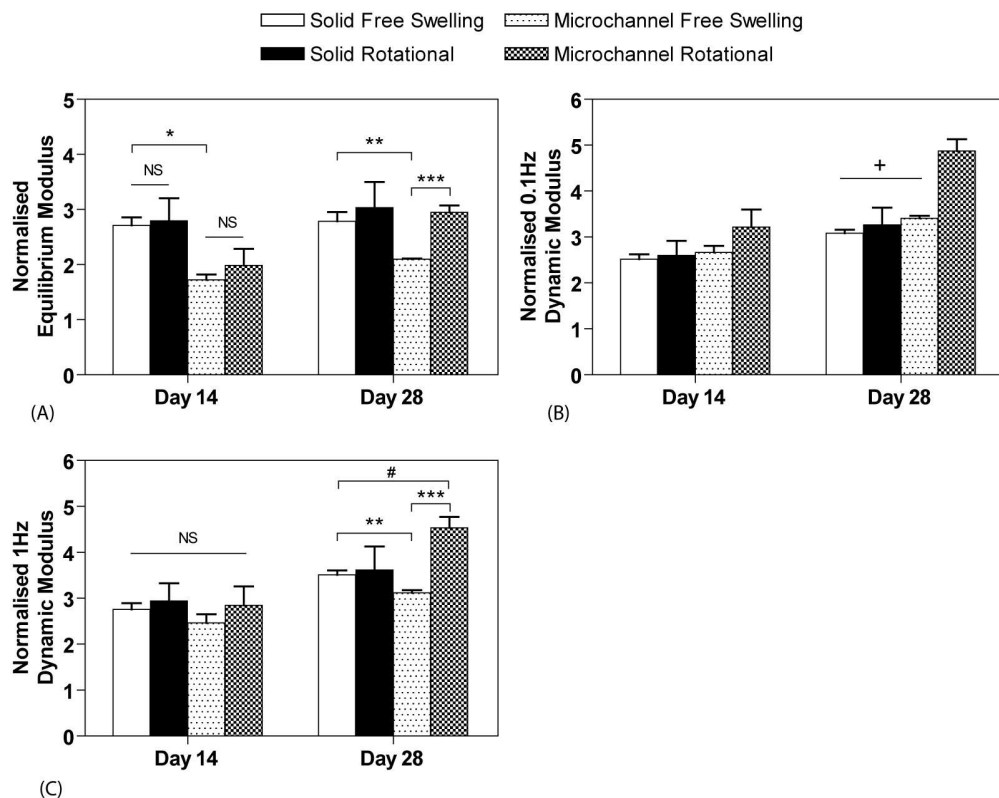 Solid Free Swelling
Microchannel Free Swelling
Solid Rotational
Microchannel Rotational
Normalised
Equilibrium Modulus
5
4
3
2
1
0
*
NS
NS
**
***
Day 14
Day 28
(A)
Normalised 0.1Hz
Dynamic Modulus
6
5
4
3
2
1
0
+
Day 14
Day 28
(B)
Normalised 1Hz
Dynamic Modulus
6
5
4
3
2
1
0
NS
#
**
***
Day 14
Day 28
(C)